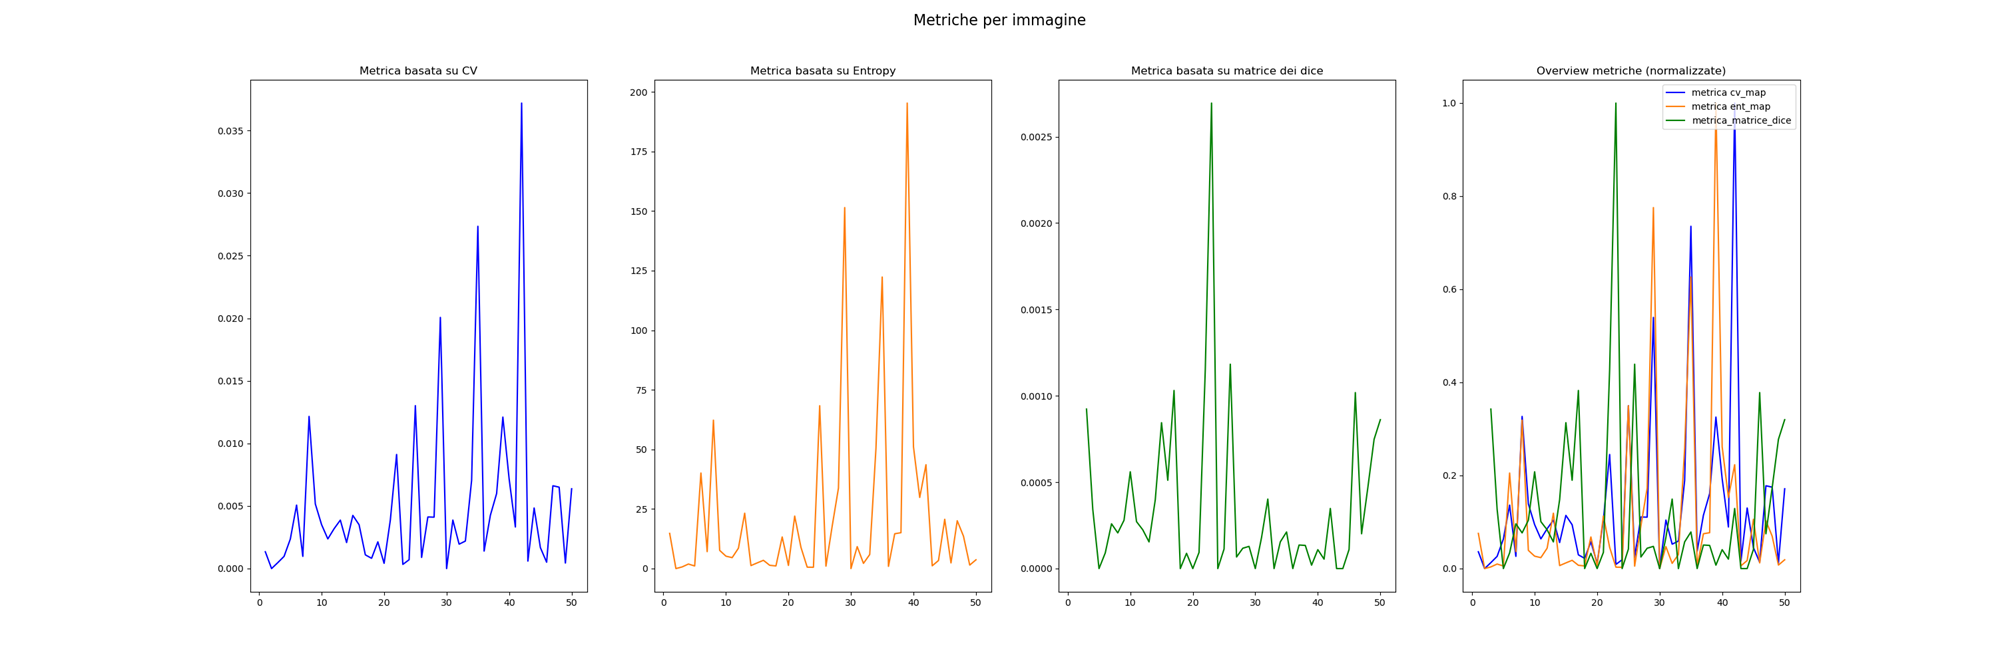 Metriche per immagine
Metrica basata su CV
0.035
0.030
0.025
0.020
0.015
0.010
0.005
0.000
0 10 20 30 40 50
Metrica basata su Entropy
200
175
150
125
100
75
50
25
0
0 10 20 30 40 50
Metrica basata su matrice dei dice
0.0025
0.0020
0.0015
0.0010
0.0005
0.0000
0 10 20 30 40 50
Overview metriche (normalizzate)
metrica cv_map
metrica ent_map
metrica_matrice_dice
1.0
0.8
0.6
0.4
0.2
0.0
0 10 20 30 40 50